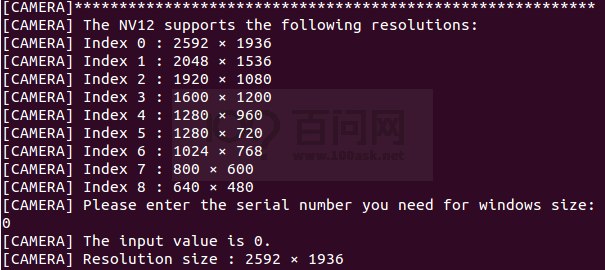 [CAMERA]**********************************************************
[CAMERA] The NV12 supports the following resolutions:
[CAMERA] Index 0 : 2592 × 1936
[CAMERA] Index 1 : 2048 × 1536
[CAMERA] Index 2 : 1920 × 1080
[CAMERA] Index 3 : 1600 × 1200
[CAMERA] Index 4 : 1280 × 960
[CAMERA] Index 5 : 1280 × 720
[CAMERA] Index 6 : 1024 × 768
[CAMERA] Index 7 : 800 × 600
[CAMERA] Index 8 : 640 × 480
百问网
www.100ask.net
[CAMERA] Please enter the serial number you need for windows size:
0
[CAMERA] The input value is 0.
[CAMERA] Resolution size : 2592 × 1936